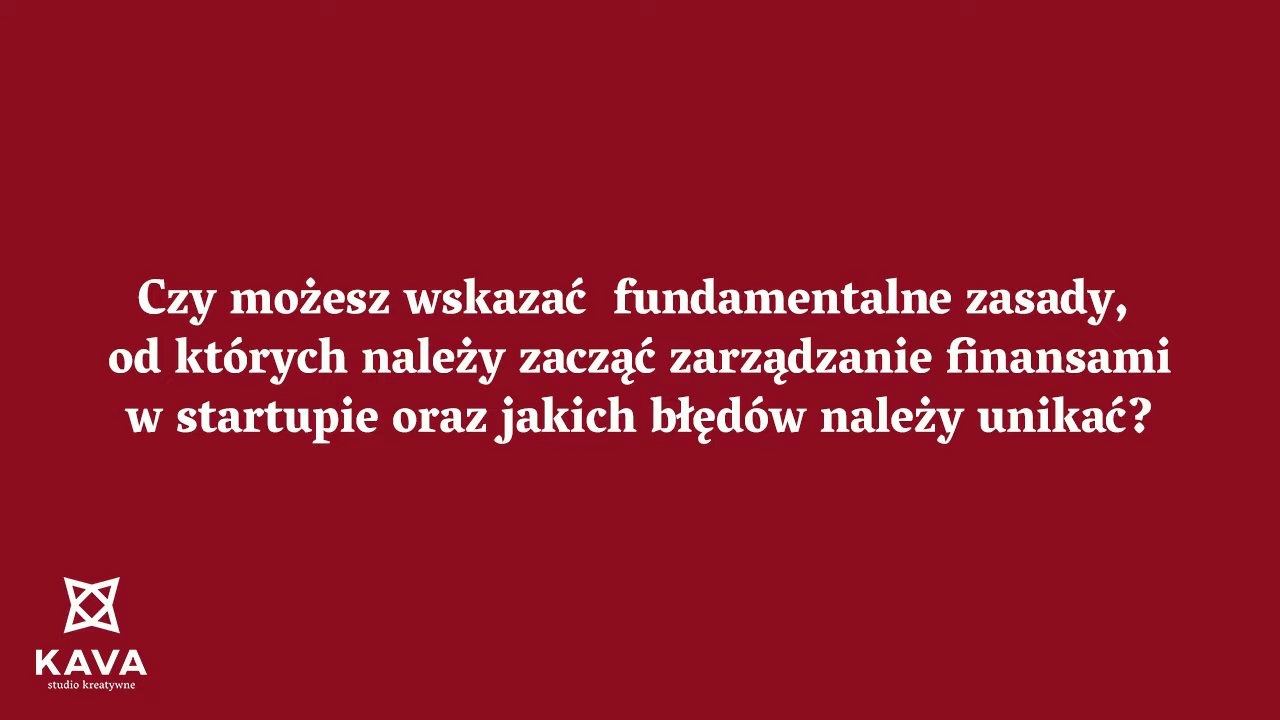 Czy możesz wskazać  fundamentalne zasady,
od których należy zacząć zarządzanie finansami
w startupie oraz jakich błędów należy unikać?
KAVA
studio kreatywne